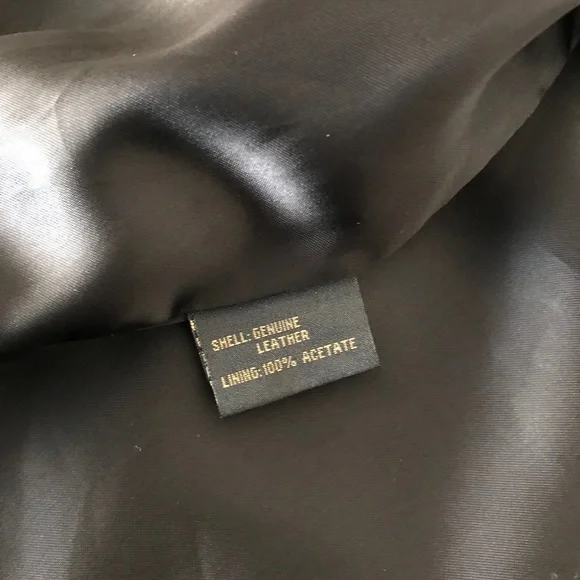 SHELL:GENUINE
LEATHER
LINING:100% ACETATE